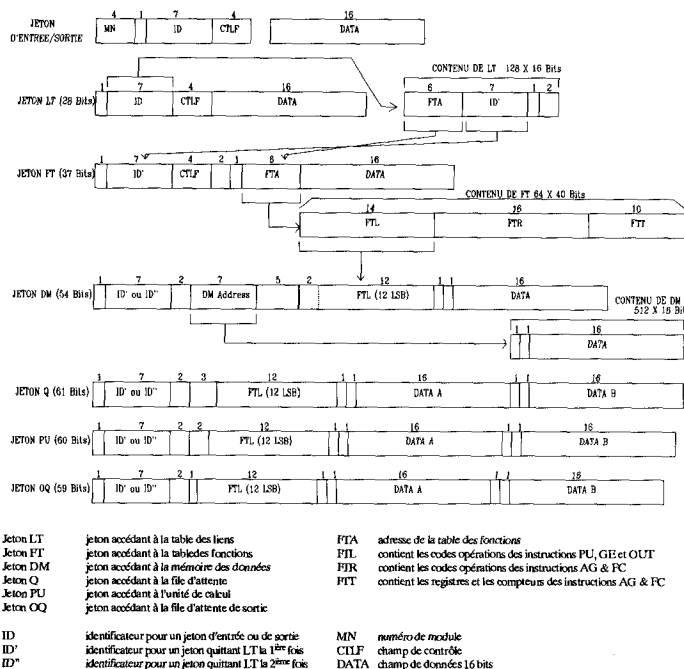 JETON
D'ENTREE/SORTIE
4 1 7 4 16
MN ID CTLF DATA
CONTENU DE LT 128 X 16 Bits
1 7 4 16
JETON LT (28 Bits) ID CTLF DATA
6 7 1 2
FTA ID'
1 7 4 2 1 6 16
JETON FT (37 Bits) ID' CTLF FTA DATA
CONTENU DE FT 64 X 40 Bits
14 16 10
FTL FTR FTT
1 7 2 7 5 2 12 1 1 16
JETON DM (54 Bits) ID' ou ID" DM Address FTL (12 LSB) DATA
CONTENU DE DM
512 X 18 Bit
1 1 16
DATA
1 7 2 3 12 1 1 16 1 1 16
JETON Q (61 Bits) ID' ou ID" FTL (12 LSB) DATA A DATA B
1 7 2 2 12 1 1 16 1 1 16
JETON PU (60 Bits) ID' ou ID" FTL (12 LSB) DATA A DATA B
1 7 2 1 12 1 1 16 1 1 16
JETON OQ (59 Bits) ID' ou ID" FTL (12 LSB) DATA A DATA B
Jeton LT jeton accédant à la table des liens
Jeton FT jeton accédant à la tabledes fonctions
Jeton DM jeton accédant à la mémoire des données
Jeton Q jeton accédant à la file d'attente
Jeton PU jeton accédant à l'unité de calcul
Jeton OQ jeton accédant à la file d'attente de sortie
FTA adresse de la table des fonctions
FTL contient les codes opérations des instructions PU, GE et OUT
FTR contient les codes opérations des instructions AG & FC
FTT contient les registres et les compteurs des instructions AG & FC
ID identificateur pour un jeton d'entrée ou de sortie
ID' identificateur pour un jeton quittant LT la 1ière fois
ID" identificateur pour un jeton quittant LT la 2ième fois
MN numéro de module
CTLF champ de contrôle
DATA champ de données 16 bits